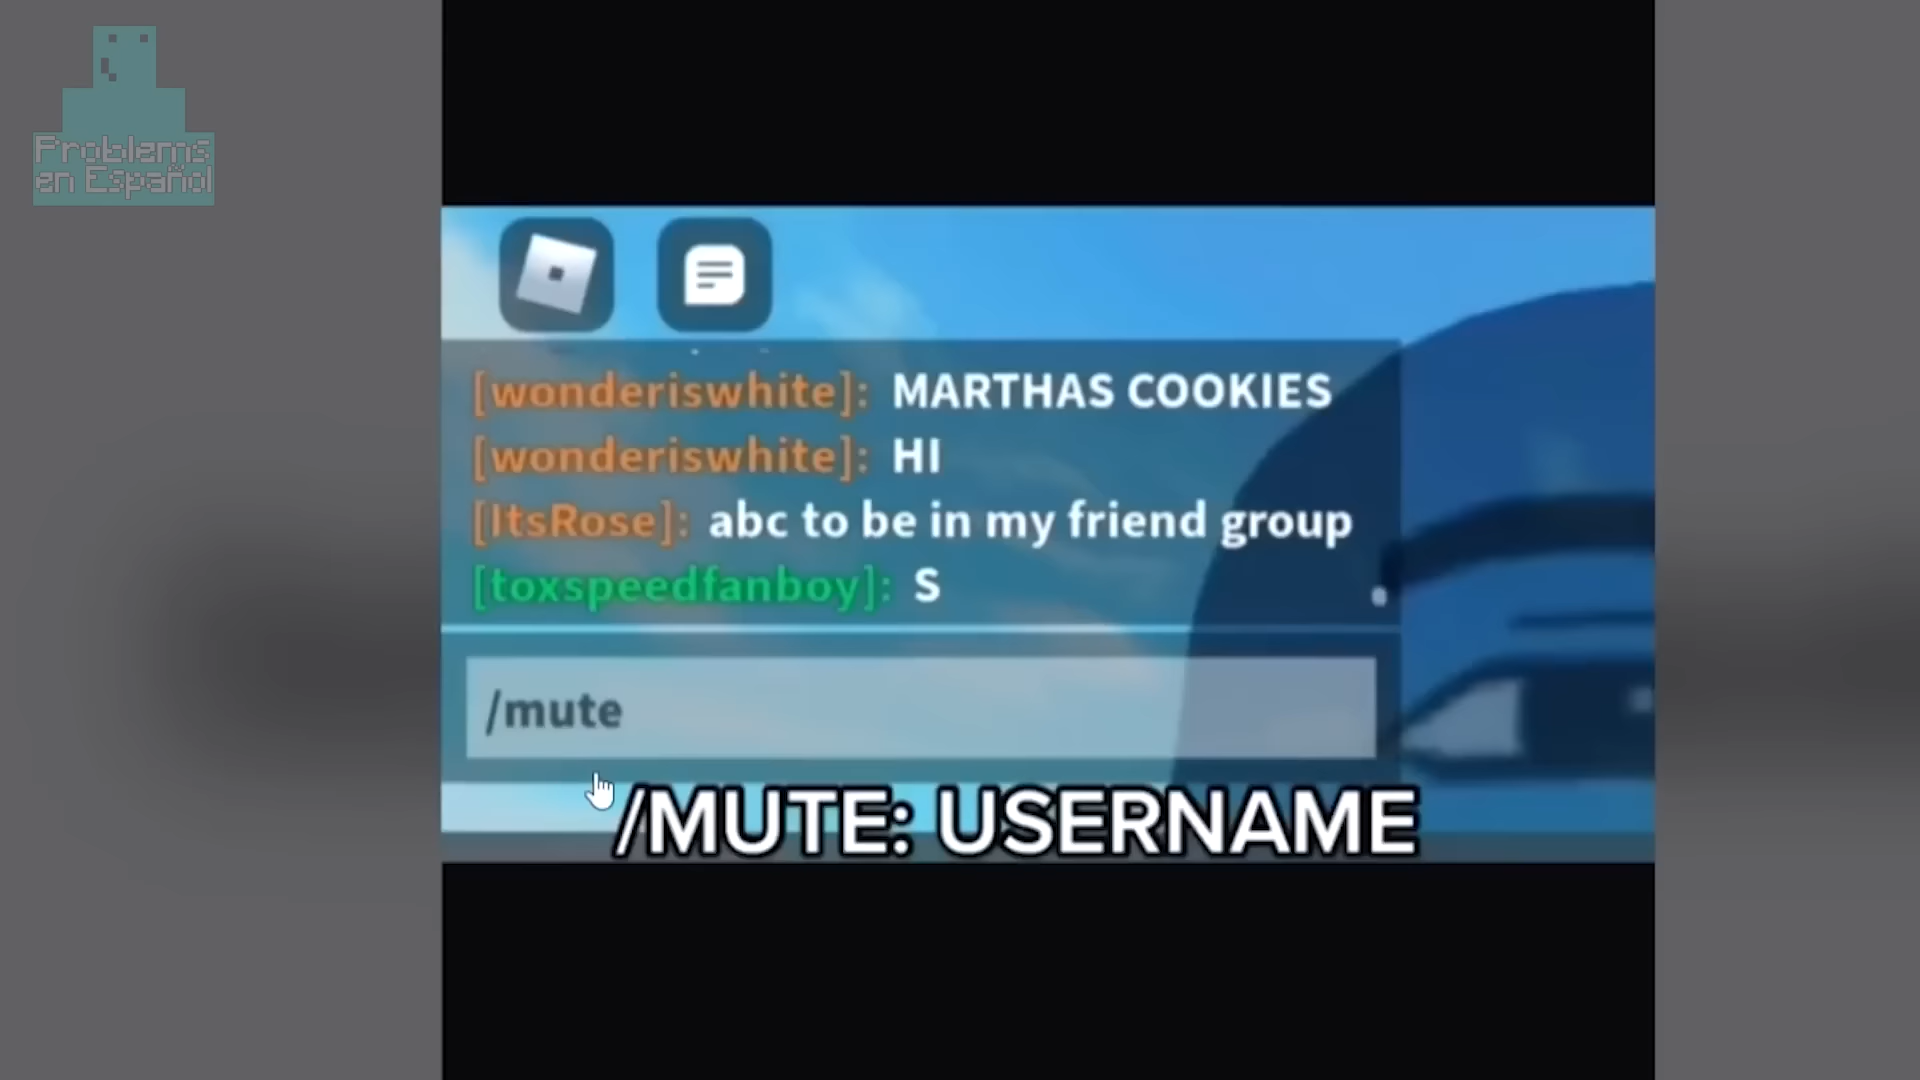 Problems
en Español
[wonderiswhite]: MARTHAS COOKIES
[wonderiswhite]: HI
[ItsRose]: abc to be in my friend group
[toxspeedfanboy]: S
/mute
/MUTE: USERNAME